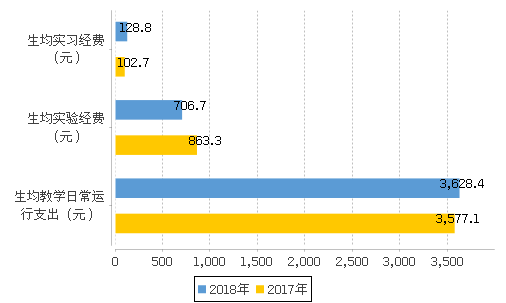 生均实习经费
（元）
128.8
102.7
生均实验经费
（元）
706.7
863.3
生均教学日常运
行支出（元）
3,628.4
3,577.1
0 500 1,000 1,500 2,000 2,500 3,000 3,500
2018年 2017年